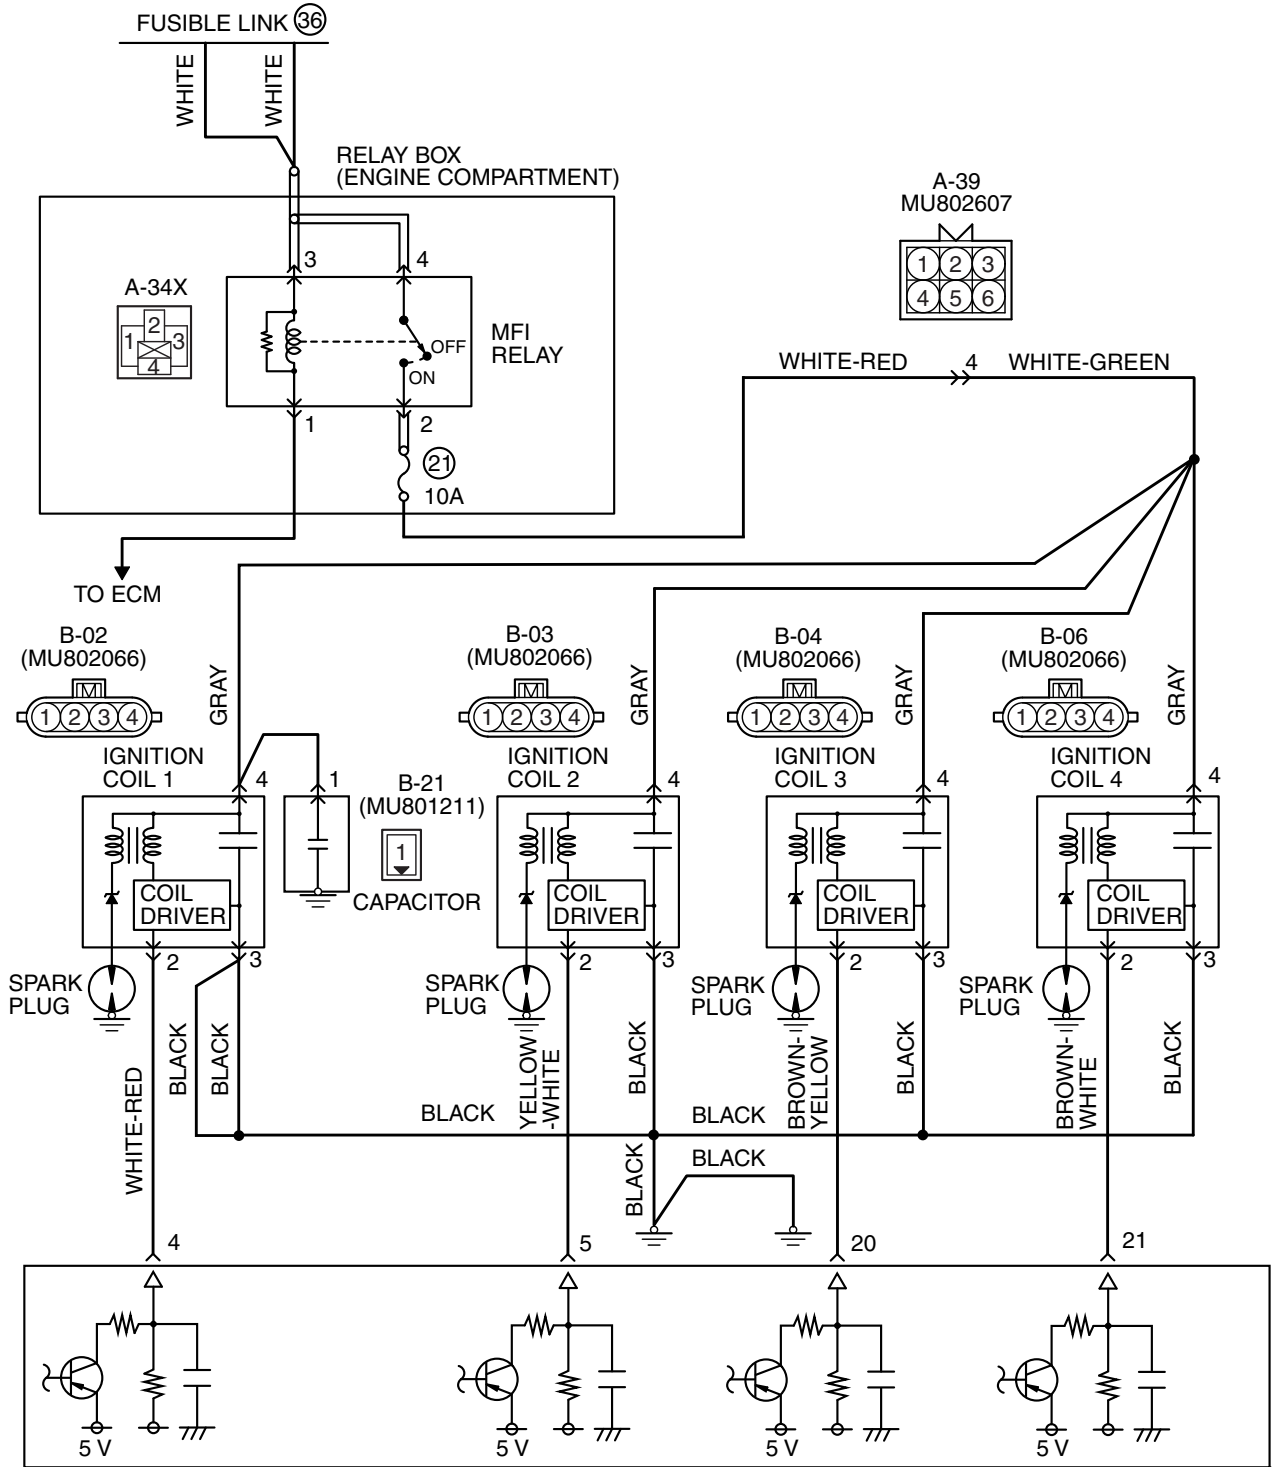 FUSIBLE LINK 36
WHITE
WHITE
RELAY BOX
(ENGINE COMPARTMENT)
A-39
MU802607
1 2 3
4 5 6
3
4
A-34X
2
1 3
4
MFI
RELAY
OFF
ON
WHITE-RED
4
WHITE-GREEN
1
2
21
10A
TO ECM
B-02
(MU802066)
1 2 3 4
GRAY
B-03
(MU802066)
1 2 3 4
GRAY
B-04
(MU802066)
1 2 3 4
GRAY
B-06
(MU802066)
1 2 3 4
GRAY
IGNITION
COIL 1
4
1
B-21
(MU801211)
1
CAPACITOR
IGNITION
COIL 2
4
IGNITION
COIL 3
4
IGNITION
COIL 4
4
COIL
DRIVER
COIL
DRIVER
COIL
DRIVER
COIL
DRIVER
2
3
2
3
2
3
2
3
SPARK
PLUG
SPARK
PLUG
SPARK
PLUG
SPARK
PLUG
WHITE-RED
BLACK
BLACK
BLACK
YELLOW
-WHITE
BLACK
BLACK
BROWN-
YELLOW
BLACK
BROWN-
WHITE
BLACK
BLACK
BLACK
4
5
20
21
5 V
5 V
5 V
5 V